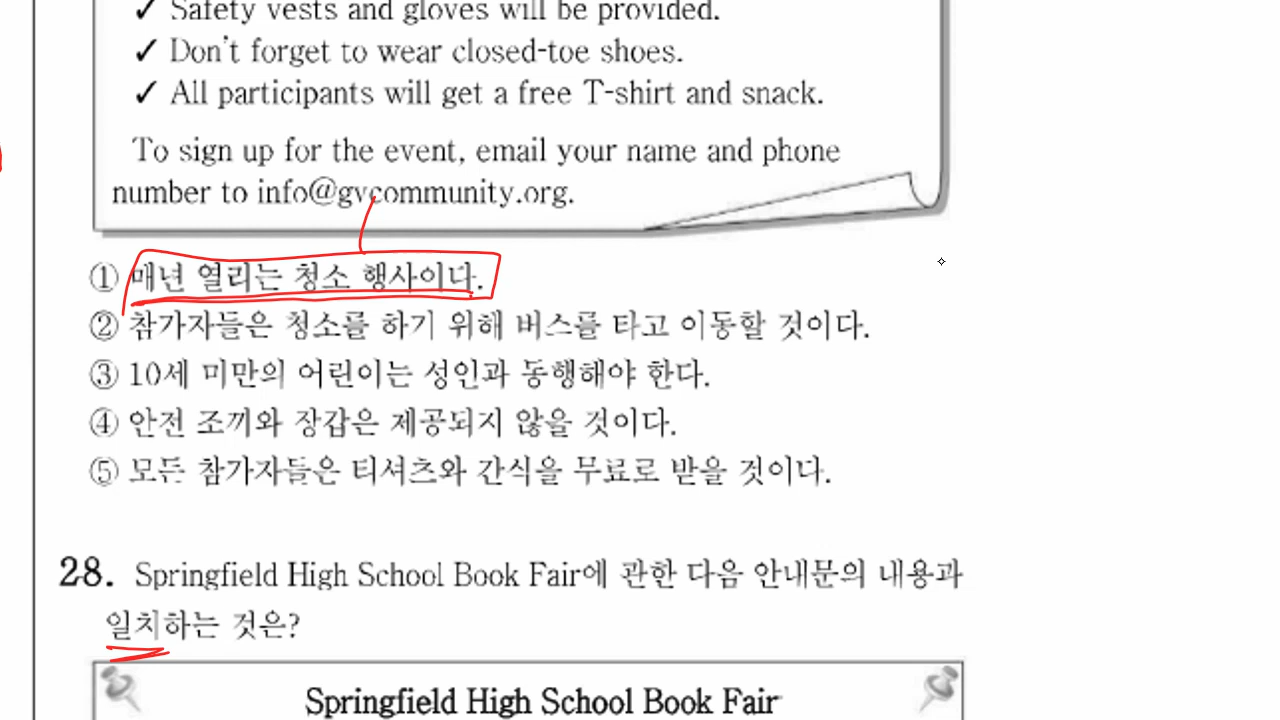 ✓ Safety vests and gloves will be provided.
✓ Don't forget to wear closed-toe shoes.
✓ All participants will get a free T-shirt and snack.
To sign up for the event, email your name and phone
number to info@gvcommunity.org.
① 매년 열리는 청소 행사이다.
② 참가자들은 청소를 하기 위해 버스를 타고 이동할 것이다.
③ 10세 미만의 어린이는 성인과 동행해야 한다.
④ 안전 조끼와 장갑은 제공되지 않을 것이다.
⑤ 모든 참가자들은 티셔츠와 간식을 무료로 받을 것이다.
28. Springfield High School Book Fair에 관한 다음 안내문의 내용과
일치하는 것은?
Springfield High School Book Fair